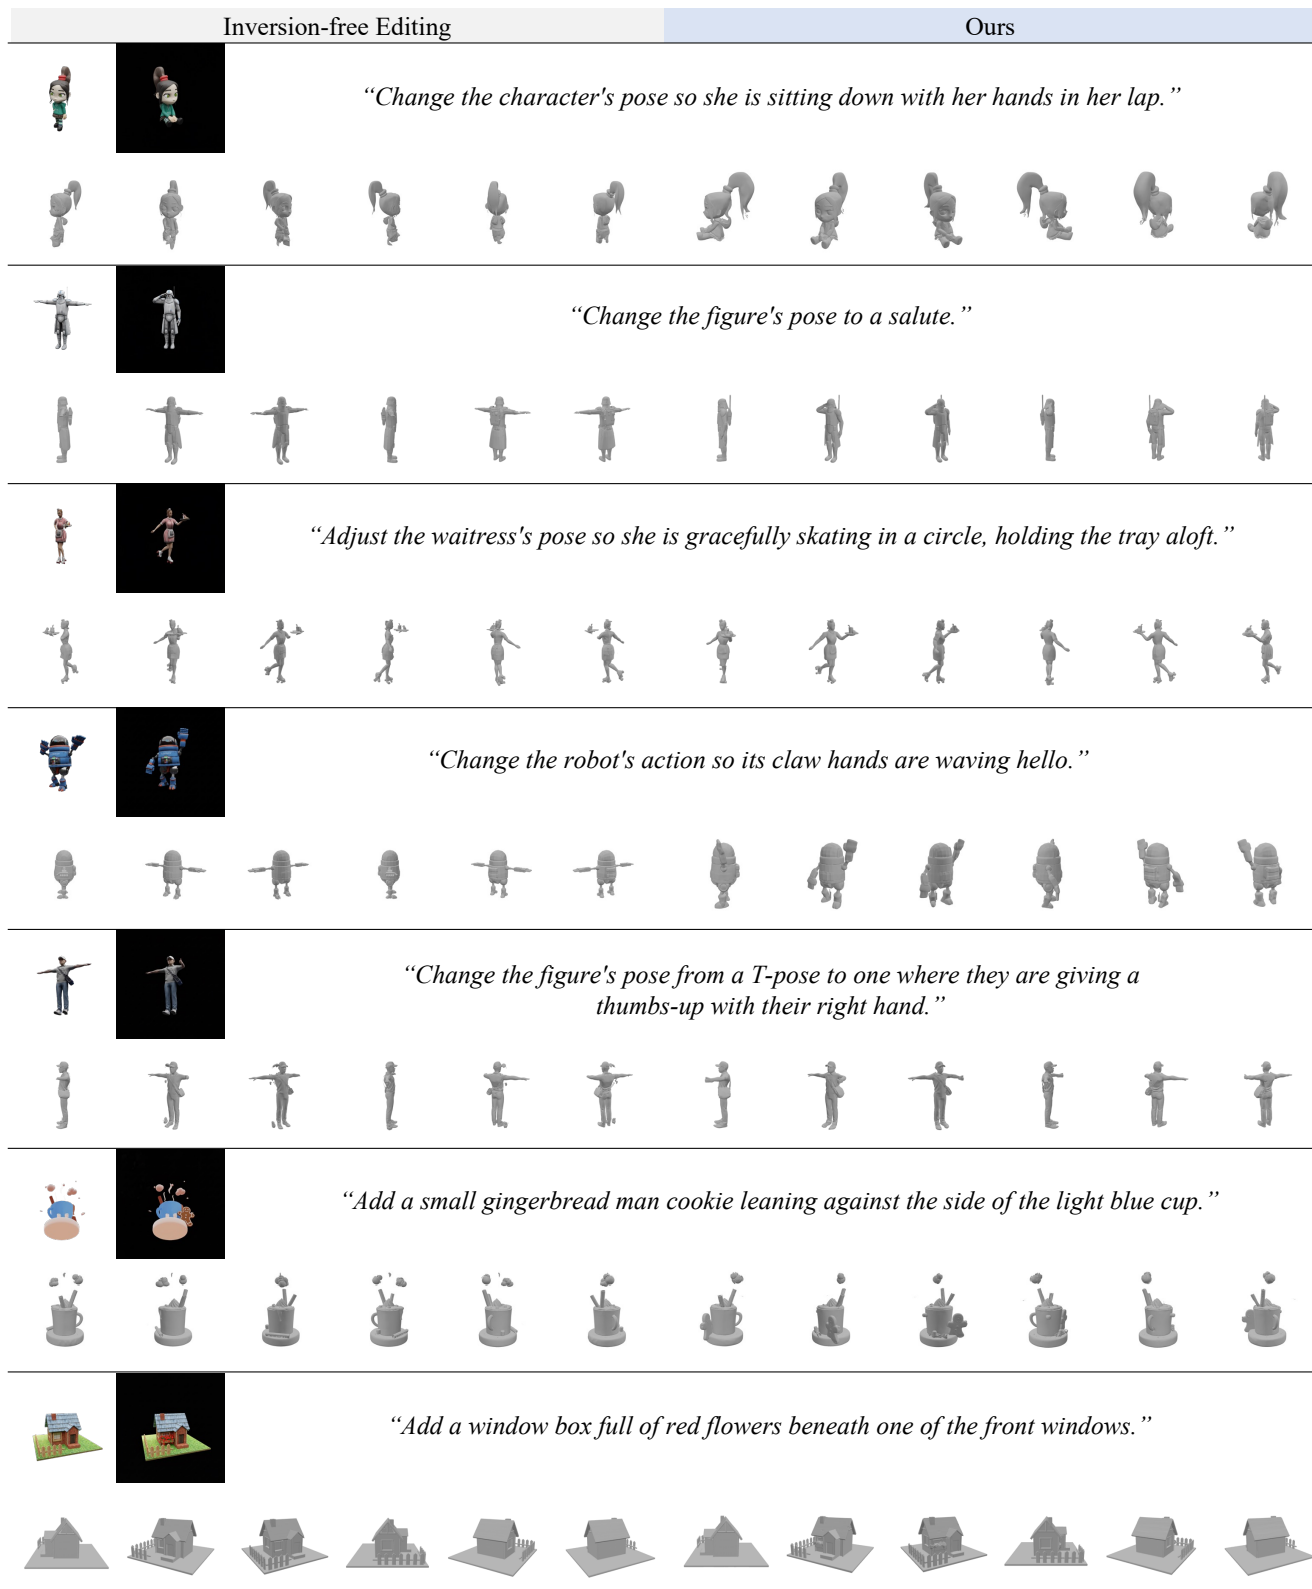 Inversion-free Editing
Ours
“Change the character's pose so she is sitting down with her hands in her lap.”
“Change the figure's pose to a salute.”
“Adjust the waitress's pose so she is gracefully skating in a circle, holding the tray aloft.”
“Change the robot's action so its claw hands are waving hello.”
“Change the figure's pose from a T-pose to one where they are giving a
thumbs-up with their right hand.”
“Add a small gingerbread man cookie leaning against the side of the light blue cup.”
“Add a window box full of red flowers beneath one of the front windows.”